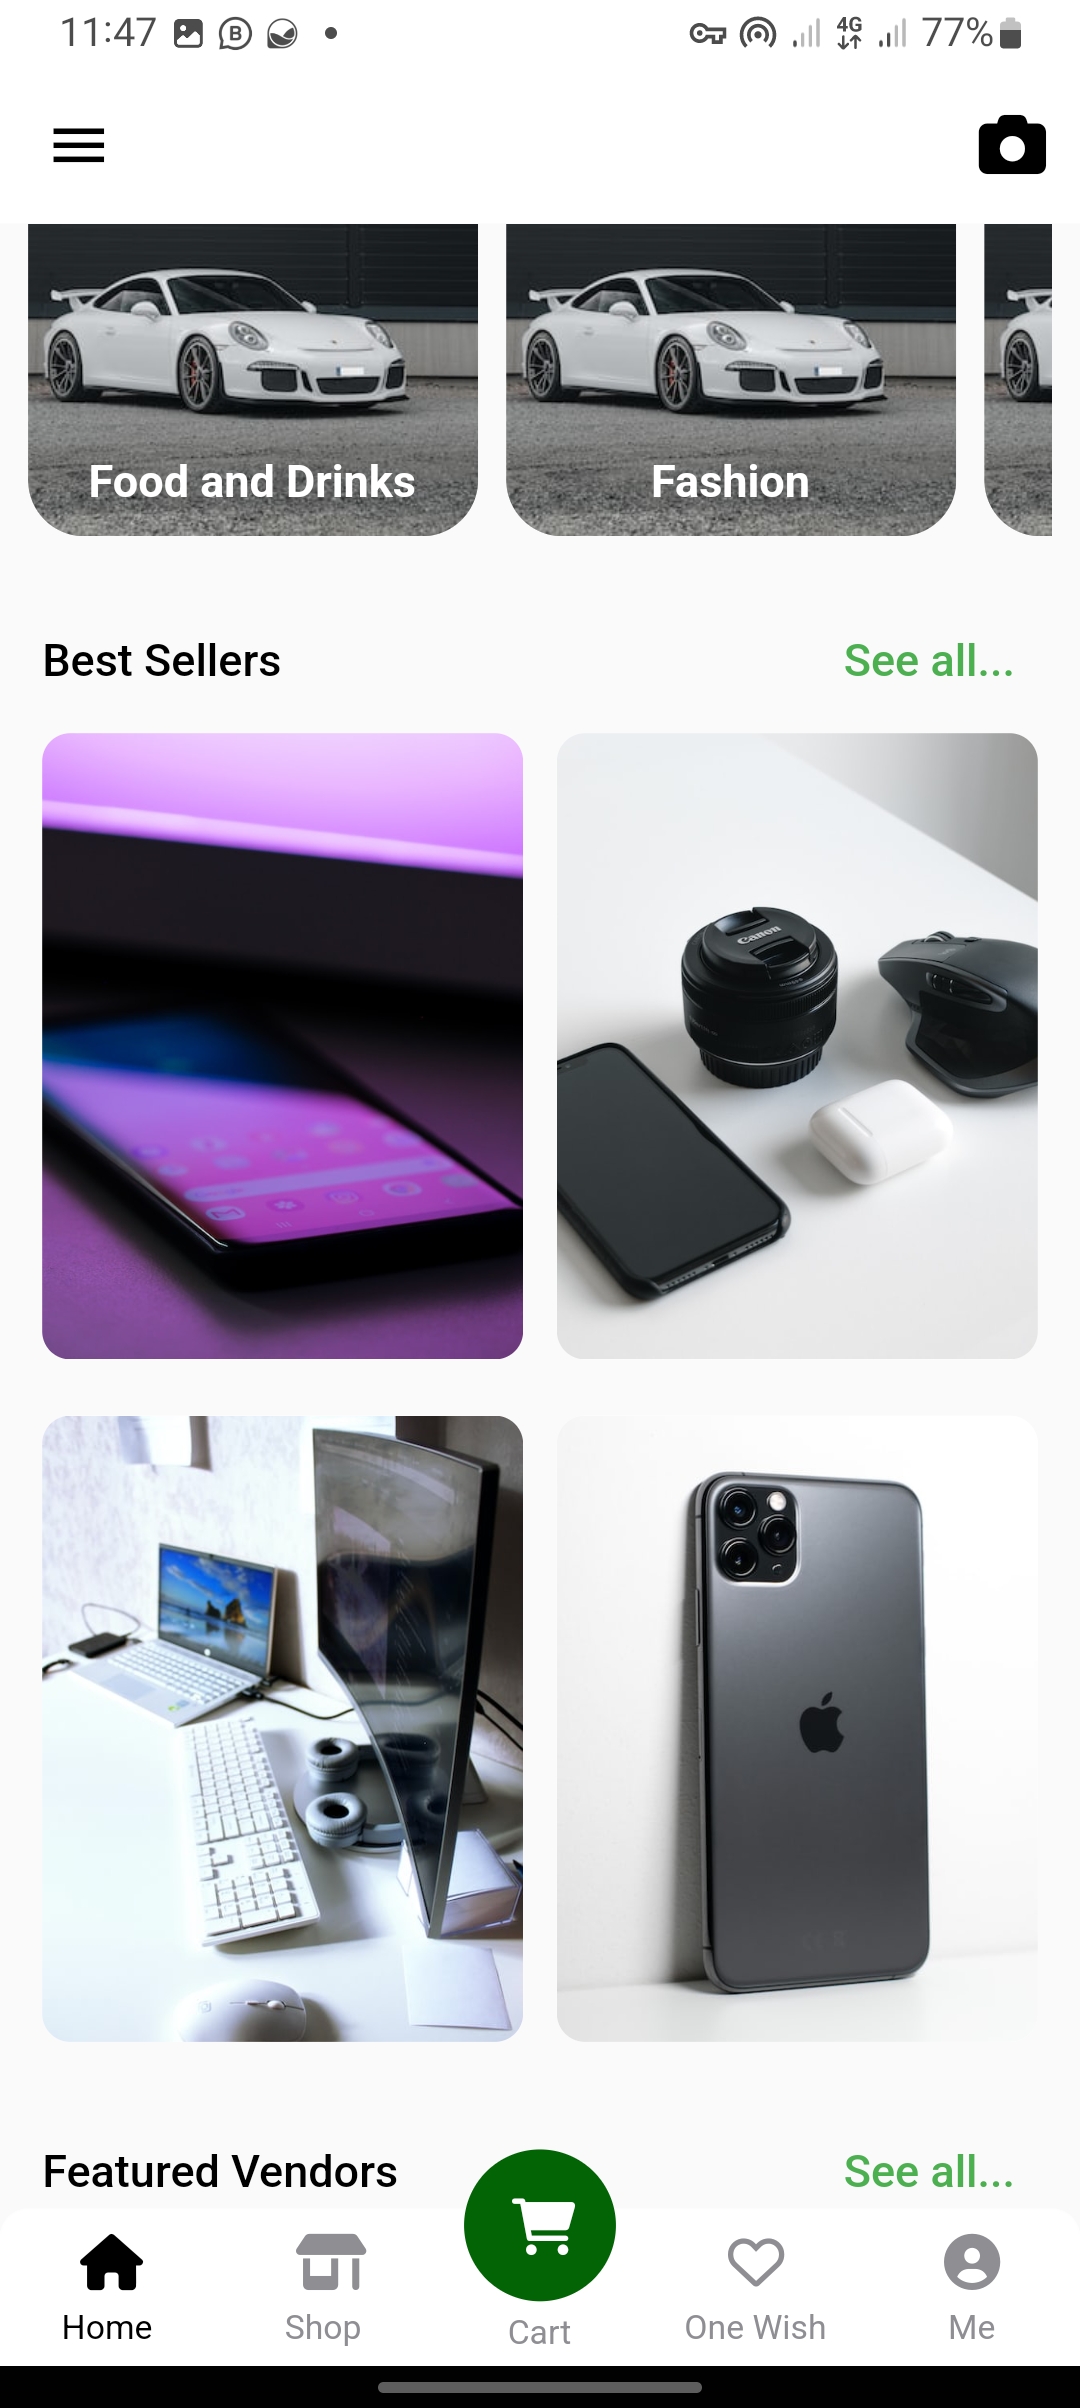 11:47
4G
77%
Food and Drinks
Fashion
Best Sellers
See all...
Canon
Featured Vendors
See all...
Home
Shop
Cart
One Wish
Me